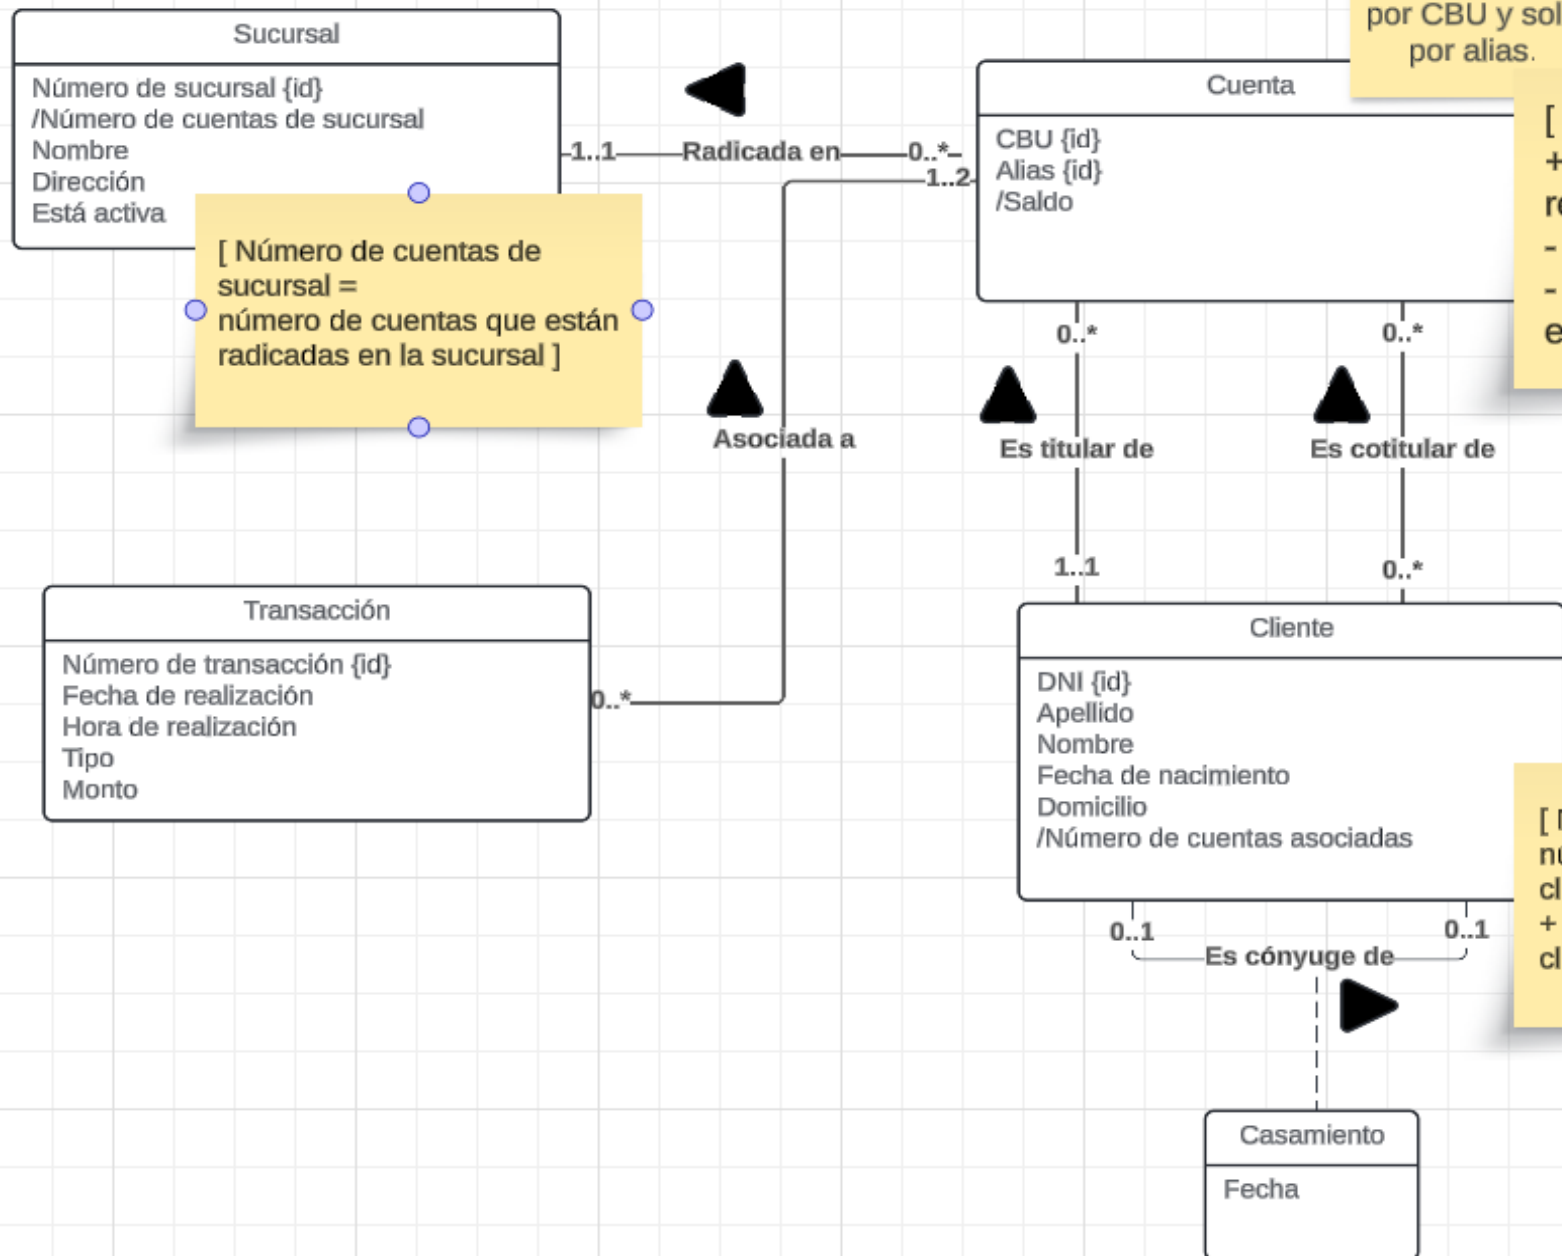 Sucursal
Número de sucursal {id}
/Número de cuentas de sucursal
Nombre
Dirección
Está activa
[ Número de cuentas de
sucursal =
número de cuentas que están
radicadas en la sucursal ]
1..1
Radicada en
0..*
1..2
por CBU y sol
por alias.
Cuenta
CBU {id}
Alias {id}
/Saldo
[
+
-
-
e
Asociada a
0..*
Es titular de
1..1
0..*
Es cotitular de
0..*
Transacción
Número de transacción {id}
Fecha de realización
Hora de realización
Tipo
Monto
0..*
Cliente
DNI {id}
Apellido
Nombre
Fecha de nacimiento
Domicilio
/Número de cuentas asociadas
[
nú
cl
+
cl
0..1
Es cónyuge de
0..1
Casamiento
Fecha